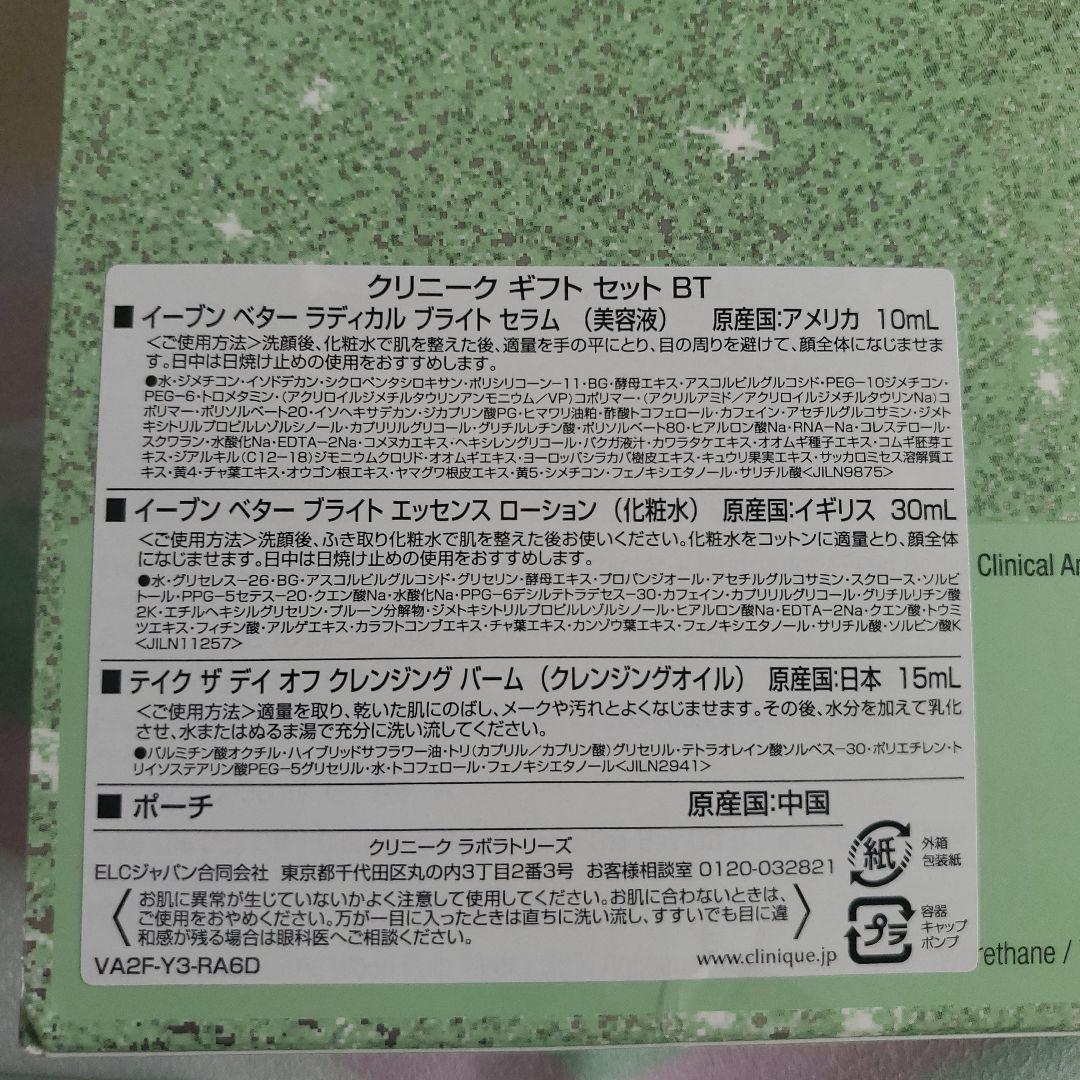 クリニーク ギフト セット BT
■ イーブン ベター ラディカル ブライト セラム （美容液） 原産国:アメリカ 10mL
＜ご使用方法＞洗顔後、化粧水で肌を整えた後、適量を手の平にとり、目の周りを避けて、顔全体になじませま
す。日中は日焼け止めの使用をおすすめします。
●水・ジメチコン・イソドデカン・シクロペンタシロキサン・ポリシリコーン-11・BG・酵母エキス・アスコルビルグルコシド・PEG-10ジメチコン・
PEG-6・トロメタミン・(アクリロイルジメチルタウリンアンモニウム／VP)コポリマー・(アクリルアミド／アクリロイルジメチルタウリンNa)コ
ポリマー・ポリソルベート20・イソヘキサデカン・ジカプリン酸PG・ヒマワリ油粕・酢酸トコフェロール・カフェイン・アセチルグルコサミン・ジメト
キシトリルプロピルレゾルシノール・カプリリルグリコール・グリチルレチン酸・ポリソルベート80・ヒアルロン酸Na・RNA-Na・コレステロール・
スクワラン・水酸化Na・EDTA-2Na・コメヌカエキス・ヘキシレングリコール・バクガ液汁・カワラタケエキス・オオムギ種子エキス・コムギ胚芽エ
キス・ジアルキル(C12-18)ジモニウムクロリド・オオムギエキス・ヨーロッパシラカバ樹皮エキス・キュウリ果実エキス・サッカロミセス溶解質エ
キス・黄4・チャ葉エキス・オウゴン根エキス・ヤマグワ根皮エキス・黄5・シメチコン・フェノキシエタノール・サリチル酸<JILN9875>
■ イーブン ベター ブライト エッセンス ローション（化粧水） 原産国:イギリス 30mL
＜ご使用方法＞洗顔後、ふき取り化粧水で肌を整えた後お使いください。化粧水をコットンに適量とり、顔全体
になじませます。日中は日焼け止めの使用をおすすめします。
●水・グリセレス-26・BG・アスコルビルグルコシド・グリセリン・酵母エキス・プロパンジオール・アセチルグルコサミン・スクロース・ソルビ
トール・PPG-5セテス-20・クエン酸Na・水酸化Na・PPG-6デシルテトラデセス-30・カフェイン・カプリリルグリコール・グリチルリチン酸
2K・エチルヘキシルグリセリン・プルーン分解物・ジメトキシトリルプロピルレゾルシノール・ヒアルロン酸Na・EDTA-2Na・クエン酸・トウミ
ツエキス・フィチン酸・アルゲエキス・カラフトコンブエキス・チャ葉エキス・カンゾウ葉エキス・フェノキシエタノール・サリチル酸・ソルビン酸K
<JILN11257>
■ テイク ザ デイ オフ クレンジング バーム（クレンジングオイル） 原産国:日本 15mL
＜ご使用方法＞適量を取り、乾いた肌にのばし、メークや汚れとよくなじませます。その後、水分を加えて乳化
させ、水またはぬるま湯で充分に洗い流してください。
●パルミチン酸オクチル・ハイブリッドサフラワー油・トリ(カプリル／カプリン酸)グリセリル・テトラオレイン酸ソルベス-30・ポリエチレン・ト
リイソステアリン酸PEG-5グリセリル・水・トコフェロール・フェノキシエタノール<JILN2941>
■ ポーチ 原産国:中国
クリニーク ラボラトリーズ
ELCジャパン合同会社 東京都千代田区丸の内3丁目2番3号 お客様相談室 0120-032821
お肌に異常が生じていないかよく注意して使用してください。お肌に合わないときは、
ご使用をおやめください。万が一目に入ったときは直ちに洗い流し、すすいでも目に違
和感が残る場合は眼科医へご相談ください。
VA2F-Y3-RA6D
www.clinique.jp
紙
外箱
包装紙
プラ
容器
キャップ
ポンプ
Clinical
rethane /